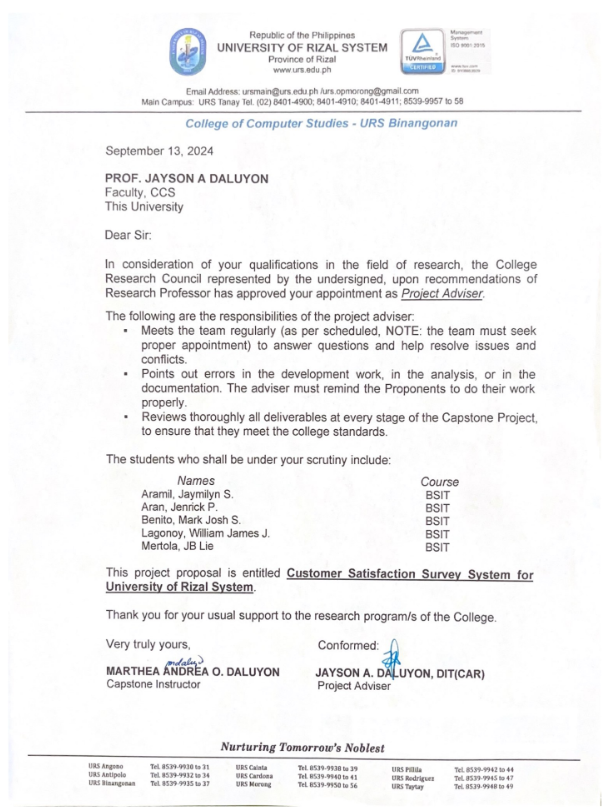 Republic of the Philippines
UNIVERSITY OF RIZAL SYSTEM
Province of Rizal
www.urs.edu.ph
Management
System
ISO 9001:2015
TÜVRheinland
CERTIFIED
www.tuv.com
Email Address: ursmain@urs.edu.ph /urs.opmorong@gmail.com
Main Campus: URS Tanay Tel. (02) 8401-4900; 8401-4910; 8401-4911; 8539-9957 to 58
College of Computer Studies - URS Binangonan
September 13, 2024
PROF. JAYSON A DALUYON
Faculty, CCS
This University
Dear Sir:
In consideration of your qualifications in the field of research, the College
Research Council represented by the undersigned, upon recommendations of
Research Professor has approved your appointment as Project Adviser.
The following are the responsibilities of the project adviser:
▪ Meets the team regularly (as per scheduled, NOTE: the team must seek
proper appointment) to answer questions and help resolve issues and
conflicts.
▪ Points out errors in the development work, in the analysis, or in the
documentation. The adviser must remind the Proponents to do their work
properly.
▪ Reviews thoroughly all deliverables at every stage of the Capstone Project,
to ensure that they meet the college standards.
The students who shall be under your scrutiny include:
Names Course
Aramil, Jaymilyn S. BSIT
Aran, Jenrick P. BSIT
Benito, Mark Josh S. BSIT
Lagonoy, William James J. BSIT
Mertola, JB Lie BSIT
This project proposal is entitled Customer Satisfaction Survey System for
University of Rizal System.
Thank you for your usual support to the research program/s of the College.
Very truly yours, Conformed:
MARTHEA ANDREA O. DALUYON JAYSON A. DALUYON, DIT(CAR)
Capstone Instructor Project Adviser
Nurturing Tomorrow's Noblest
URS Angono Tel. 8539-9930 to 31 URS Cainta Tel. 8539-9938 to 39 URS Pililla Tel. 8539-9942 to 44
URS Antipolo Tel. 8539-9932 to 34 URS Cardona Tel. 8539-9940 to 41 URS Rodriguez Tel. 8539-9945 to 47
URS Binangonan Tel. 8539-9935 to 37 URS Morong Tel. 8539-9950 to 56 URS Taytay Tel. 8539-9948 to 49